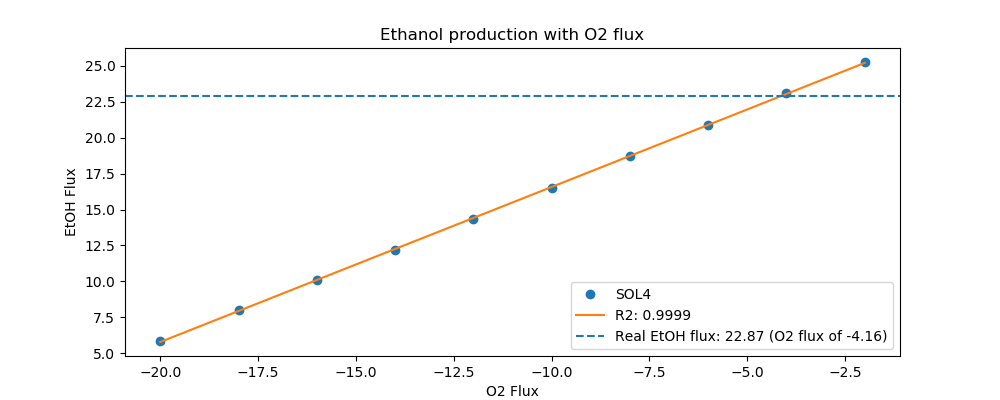 Ethanol production with O2 flux
EtOH Flux
25.0
22.5
20.0
17.5
15.0
12.5
10.0
7.5
5.0
SOL4
R2: 0.9999
Real EtOH flux: 22.87 (O2 flux of -4.16)
−20.0 −17.5 −15.0 −12.5 −10.0 −7.5 −5.0 −2.5
O2 Flux